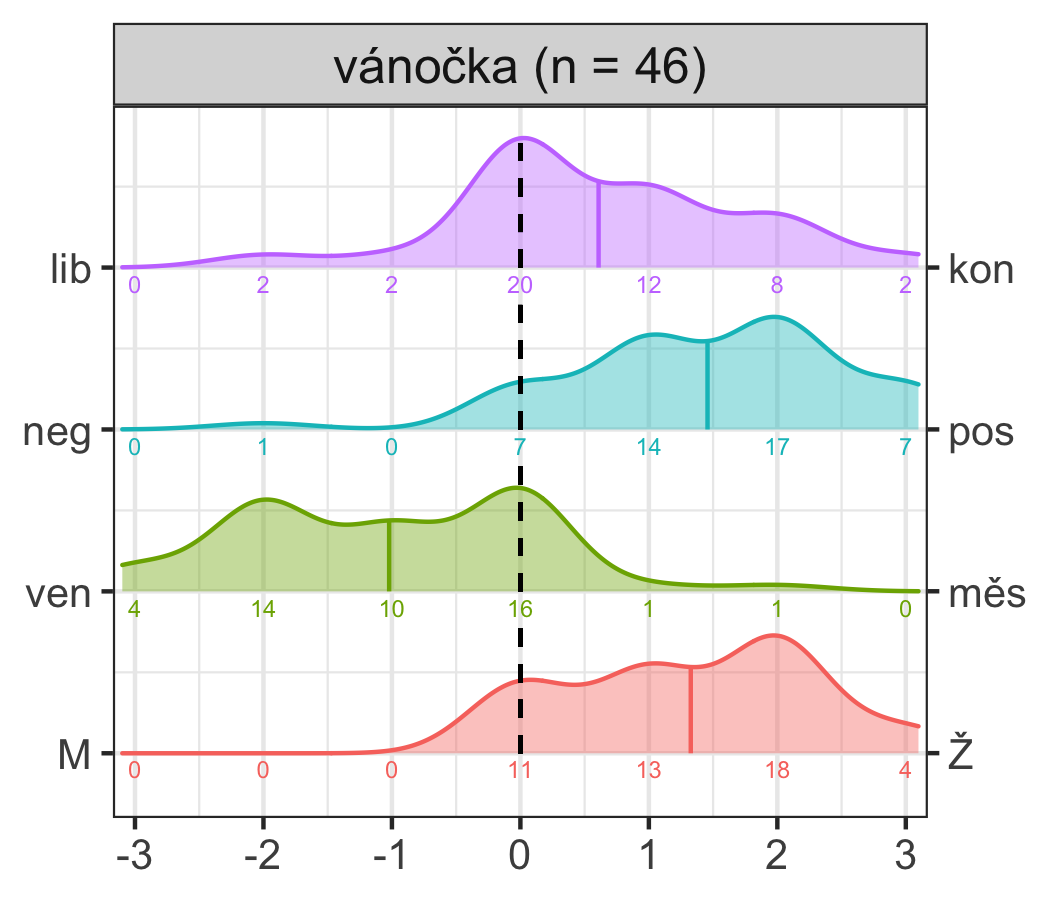 vánočka (n = 46)
lib kon
0 2 2 20 12 8 2
neg pos
0 1 0 7 14 17 7
ven měs
4 14 10 16 1 1 0
M Ž
0 0 0 11 13 18 4
-3 -2 -1 0 1 2 3